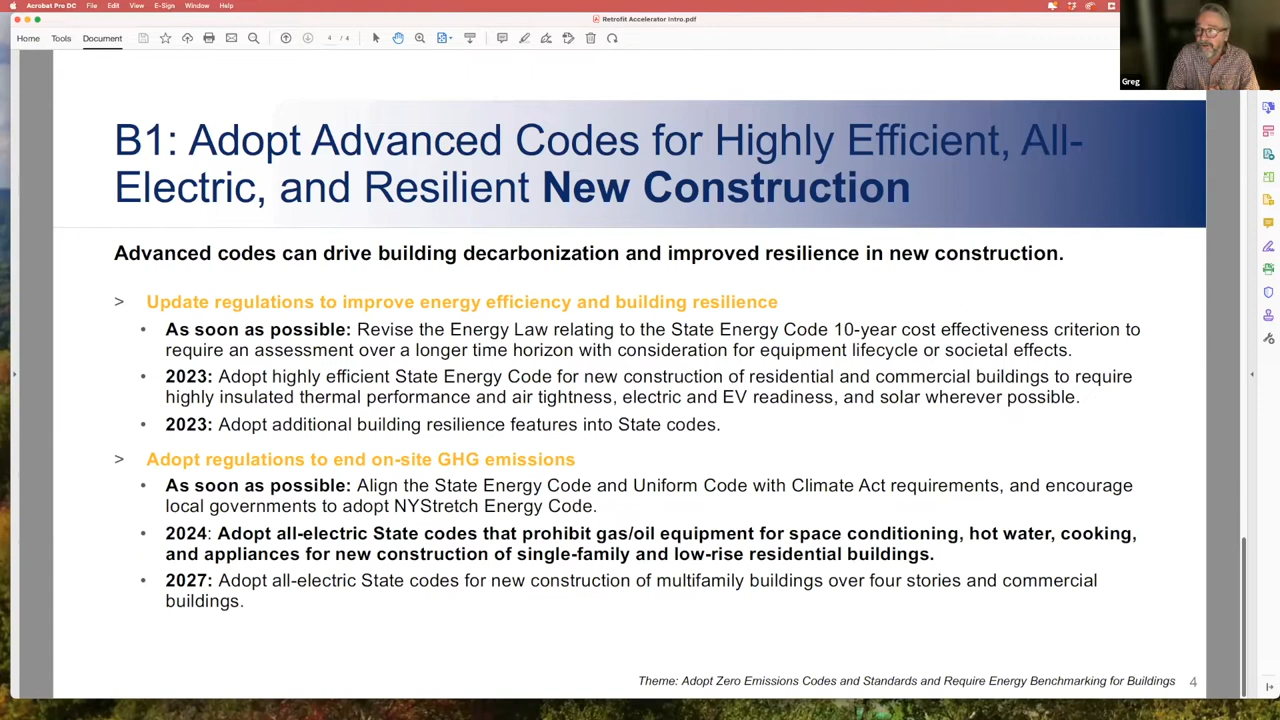 Acrobat Pro DC File Edit View E-Sign Window Help
Retrofit Accelerator Intro.pdf
Home Tools Document 4 / 4
Greg
B1: Adopt Advanced Codes for Highly Efficient, All-
Electric, and Resilient New Construction
Advanced codes can drive building decarbonization and improved resilience in new construction.
> Update regulations to improve energy efficiency and building resilience
• As soon as possible: Revise the Energy Law relating to the State Energy Code 10-year cost effectiveness criterion to
require an assessment over a longer time horizon with consideration for equipment lifecycle or societal effects.
• 2023: Adopt highly efficient State Energy Code for new construction of residential and commercial buildings to require
highly insulated thermal performance and air tightness, electric and EV readiness, and solar wherever possible.
• 2023: Adopt additional building resilience features into State codes.
> Adopt regulations to end on-site GHG emissions
• As soon as possible: Align the State Energy Code and Uniform Code with Climate Act requirements, and encourage
local governments to adopt NYStretch Energy Code.
• 2024: Adopt all-electric State codes that prohibit gas/oil equipment for space conditioning, hot water, cooking,
and appliances for new construction of single-family and low-rise residential buildings.
• 2027: Adopt all-electric State codes for new construction of multifamily buildings over four stories and commercial
buildings.
Theme: Adopt Zero Emissions Codes and Standards and Require Energy Benchmarking for Buildings 4